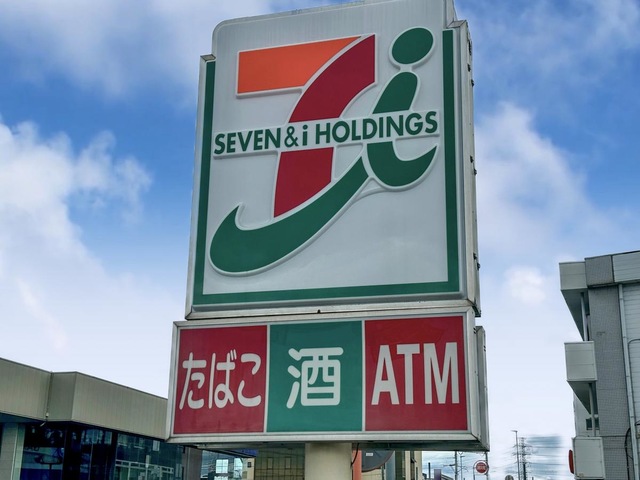 SEVEN & i HOLDINGS
たばこ 酒 ATM